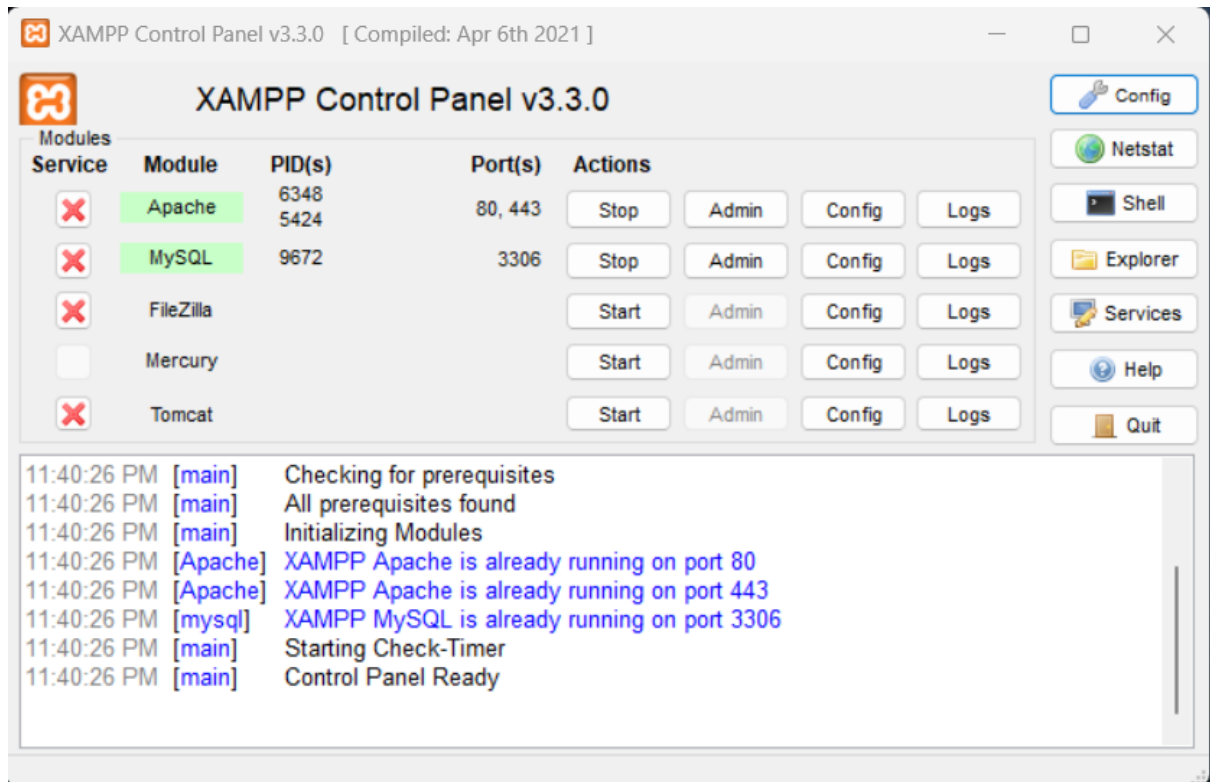 XAMPP Control Panel v3.3.0 [ Compiled: Apr 6th 2021 ]
XAMPP Control Panel v3.3.0
Config
Modules
Netstat
Service Module PID(s) Port(s) Actions
Shell
Apache 6348 5424 80, 443 Stop Admin Config Logs
MySQL 9672 3306 Stop Admin Config Logs
Explorer
FileZilla Start Admin Config Logs
Services
Mercury Start Admin Config Logs
Help
Tomcat Start Admin Config Logs
Quit
11:40:26 PM [main] Checking for prerequisites
11:40:26 PM [main] All prerequisites found
11:40:26 PM [main] Initializing Modules
11:40:26 PM [Apache] XAMPP Apache is already running on port 80
11:40:26 PM [Apache] XAMPP Apache is already running on port 443
11:40:26 PM [mysql] XAMPP MySQL is already running on port 3306
11:40:26 PM [main] Starting Check-Timer
11:40:26 PM [main] Control Panel Ready